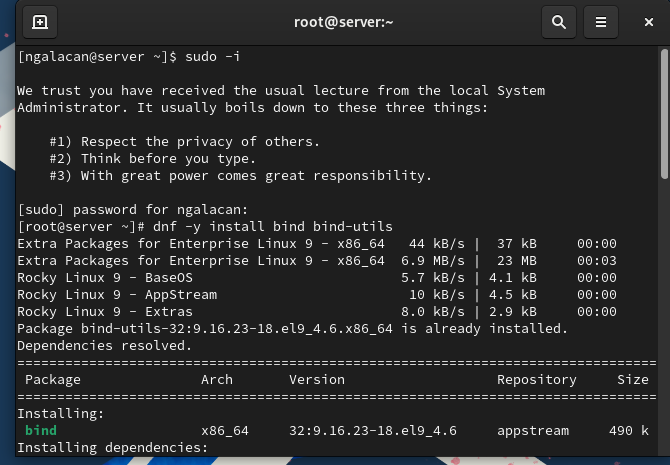 root@server:~
[ngalacan@server ~]$ sudo -i
We trust you have received the usual lecture from the local System
Administrator. It usually boils down to these three things:
#1) Respect the privacy of others.
#2) Think before you type.
#3) With great power comes great responsibility.
[sudo] password for ngalacan:
[root@server ~]# dnf -y install bind bind-utils
Extra Packages for Enterprise Linux 9 - x86_64 44 kB/s | 37 kB 00:00
Extra Packages for Enterprise Linux 9 - x86_64 6.9 MB/s | 23 MB 00:03
Rocky Linux 9 - BaseOS 5.7 kB/s | 4.1 kB 00:00
Rocky Linux 9 - AppStream 10 kB/s | 4.5 kB 00:00
Rocky Linux 9 - Extras 8.0 kB/s | 2.9 kB 00:00
Package bind-utils-32:9.16.23-18.el9_4.6.x86_64 is already installed.
Dependencies resolved.
================================================================================
Package Arch Version Repository Size
================================================================================
Installing:
bind x86_64 32:9.16.23-18.el9_4.6 appstream 490 k
Installing dependencies: